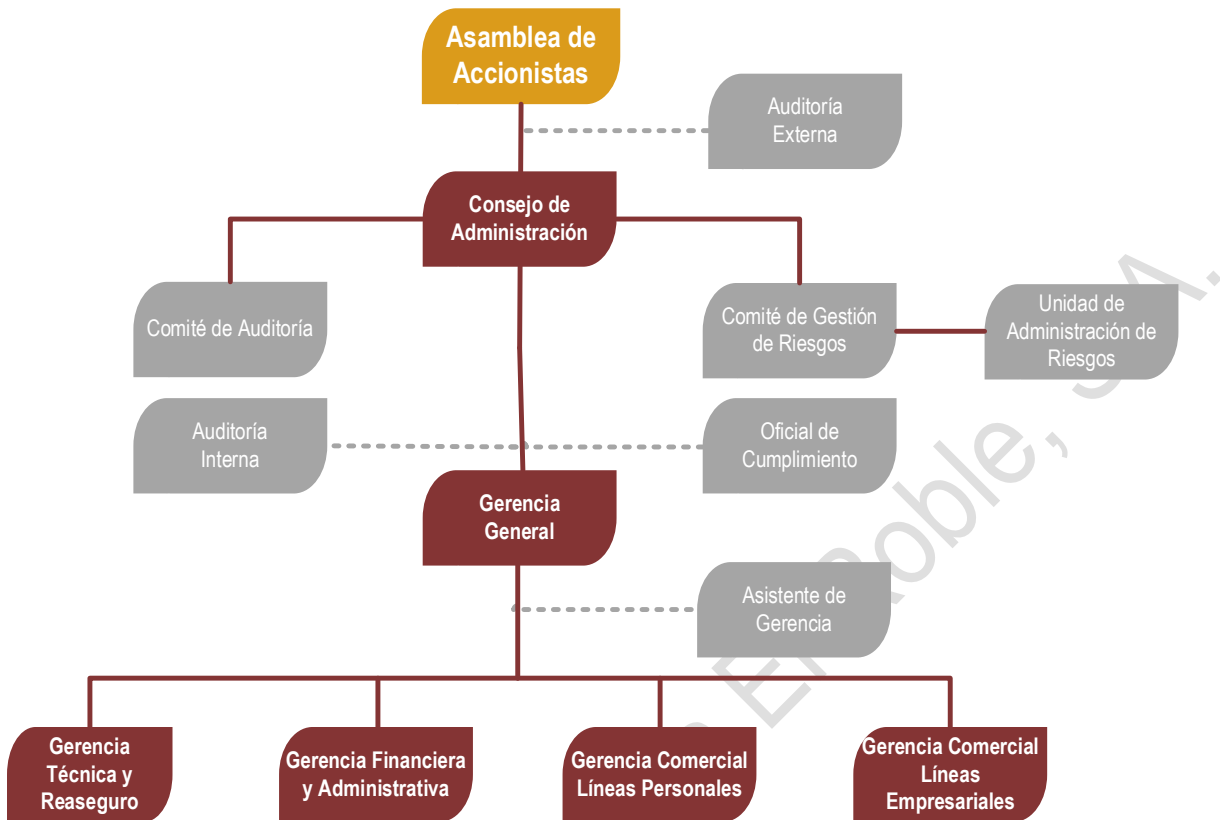 Asamblea de
Accionistas
Auditoría
Externa
Consejo de
Administración
Comité de Auditoría
Comité de Gestión
de Riesgos
Unidad de
Administración de
Riesgos
Auditoría
Interna
Oficial de
Cumplimiento
Gerencia
General
Asistente de
Gerencia
Gerencia
Técnica y
Reaseguro
Gerencia Financiera
y Administrativa
Gerencia Comercial
Líneas Personales
Gerencia Comercial
Líneas
Empresariales
El Roble, S.A.